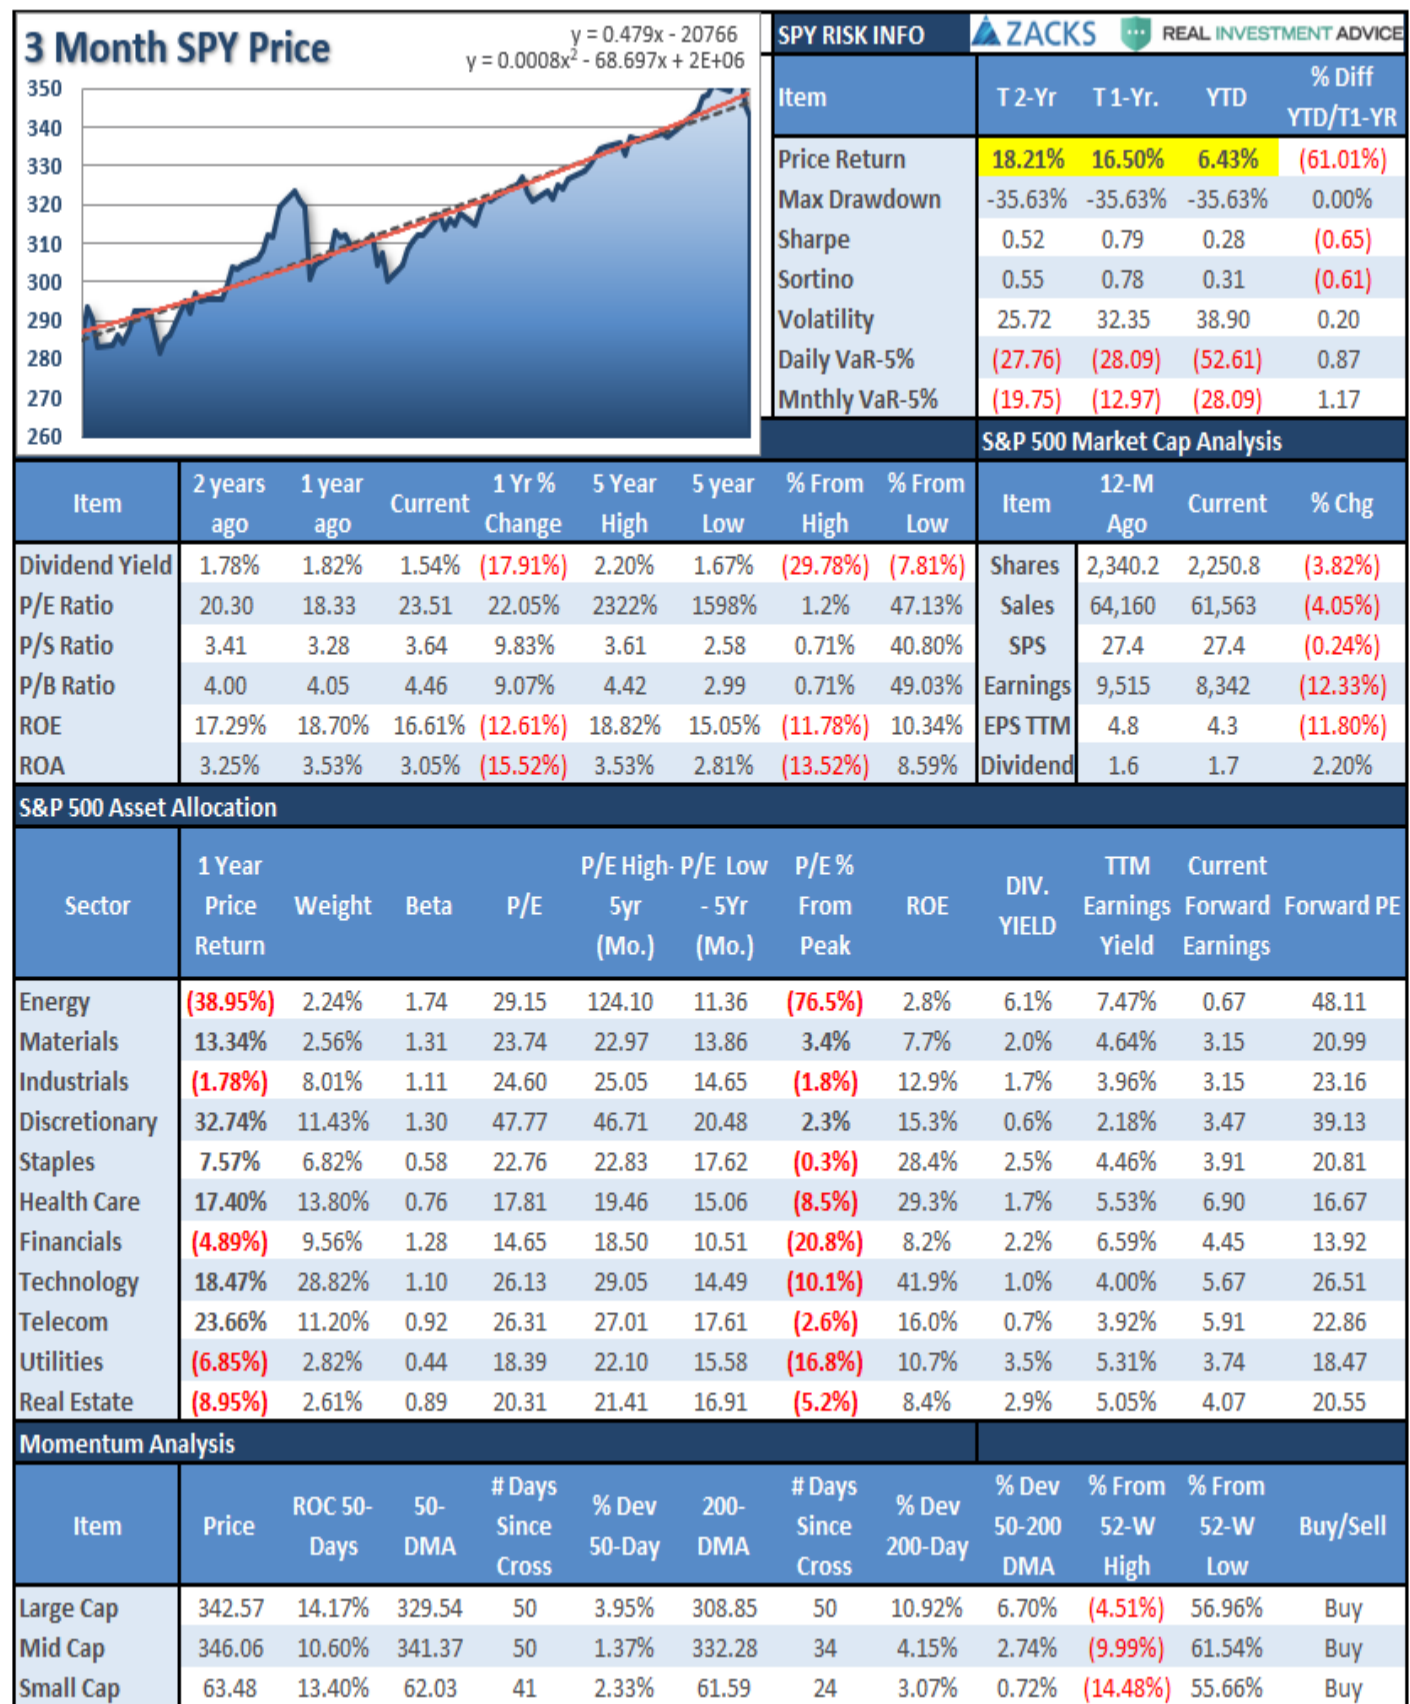 3 Month SPY Price
y = 0.479x - 20766
y = 0.0008x² - 68.697x + 2E+06
350
340
330
320
310
300
290
280
270
260
SPY RISK INFO ZACKS REAL INVESTMENT ADVICE
Item T 2-Yr T 1-Yr. YTD % Diff YTD/T1-YR
Price Return 18.21% 16.50% 6.43% (61.01%)
Max Drawdown -35.63% -35.63% -35.63% 0.00%
Sharpe 0.52 0.79 0.28 (0.65)
Sortino 0.55 0.78 0.31 (0.61)
Volatility 25.72 32.35 38.90 0.20
Daily VaR-5% (27.76) (28.09) (52.61) 0.87
Mnthly VaR-5% (19.75) (12.97) (28.09) 1.17
S&P 500 Market Cap Analysis
Item 2 years ago 1 year ago Current 1 Yr % Change 5 Year High 5 year Low % From High % From Low Item 12-M Ago Current % Chg
Dividend Yield 1.78% 1.82% 1.54% (17.91%) 2.20% 1.67% (29.78%) (7.81%) Shares 2,340.2 2,250.8 (3.82%)
P/E Ratio 20.30 18.33 23.51 22.05% 2322% 1598% 1.2% 47.13% Sales 64,160 61,563 (4.05%)
P/S Ratio 3.41 3.28 3.64 9.83% 3.61 2.58 0.71% 40.80% SPS 27.4 27.4 (0.24%)
P/B Ratio 4.00 4.05 4.46 9.07% 4.42 2.99 0.71% 49.03% Earnings 9,515 8,342 (12.33%)
ROE 17.29% 18.70% 16.61% (12.61%) 18.82% 15.05% (11.78%) 10.34% EPS TTM 4.8 4.3 (11.80%)
ROA 3.25% 3.53% 3.05% (15.52%) 3.53% 2.81% (13.52%) 8.59% Dividend 1.6 1.7 2.20%
S&P 500 Asset Allocation
Sector 1 Year Price Return Weight Beta P/E P/E High- 5yr (Mo.) P/E Low - 5Yr (Mo.) P/E % From Peak ROE DIV. YIELD TTM Earnings Yield Current Forward Earnings Forward PE
Energy (38.95%) 2.24% 1.74 29.15 124.10 11.36 (76.5%) 2.8% 6.1% 7.47% 0.67 48.11
Materials 13.34% 2.56% 1.31 23.74 22.97 13.86 3.4% 7.7% 2.0% 4.64% 3.15 20.99
Industrials (1.78%) 8.01% 1.11 24.60 25.05 14.65 (1.8%) 12.9% 1.7% 3.96% 3.15 23.16
Discretionary 32.74% 11.43% 1.30 47.77 46.71 20.48 2.3% 15.3% 0.6% 2.18% 3.47 39.13
Staples 7.57% 6.82% 0.58 22.76 22.83 17.62 (0.3%) 28.4% 2.5% 4.46% 3.91 20.81
Health Care 17.40% 13.80% 0.76 17.81 19.46 15.06 (8.5%) 29.3% 1.7% 5.53% 6.90 16.67
Financials (4.89%) 9.56% 1.28 14.65 18.50 10.51 (20.8%) 8.2% 2.2% 6.59% 4.45 13.92
Technology 18.47% 28.82% 1.10 26.13 29.05 14.49 (10.1%) 41.9% 1.0% 4.00% 5.67 26.51
Telecom 23.66% 11.20% 0.92 26.31 27.01 17.61 (2.6%) 16.0% 0.7% 3.92% 5.91 22.86
Utilities (6.85%) 2.82% 0.44 18.39 22.10 15.58 (16.8%) 10.7% 3.5% 5.31% 3.74 18.47
Real Estate (8.95%) 2.61% 0.89 20.31 21.41 16.91 (5.2%) 8.4% 2.9% 5.05% 4.07 20.55
Momentum Analysis
Item Price ROC 50-Days 50-DMA # Days Since Cross % Dev 50-Day 200-DMA # Days Since Cross % Dev 200-Day % Dev 50-200 DMA % From 52-W High % From 52-W Low Buy/Sell
Large Cap 342.57 14.17% 329.54 50 3.95% 308.85 50 10.92% 6.70% (4.51%) 56.96% Buy
Mid Cap 346.06 10.60% 341.37 50 1.37% 332.28 34 4.15% 2.74% (9.99%) 61.54% Buy
Small Cap 63.48 13.40% 62.03 41 2.33% 61.59 24 3.07% 0.72% (14.48%) 55.66% Buy